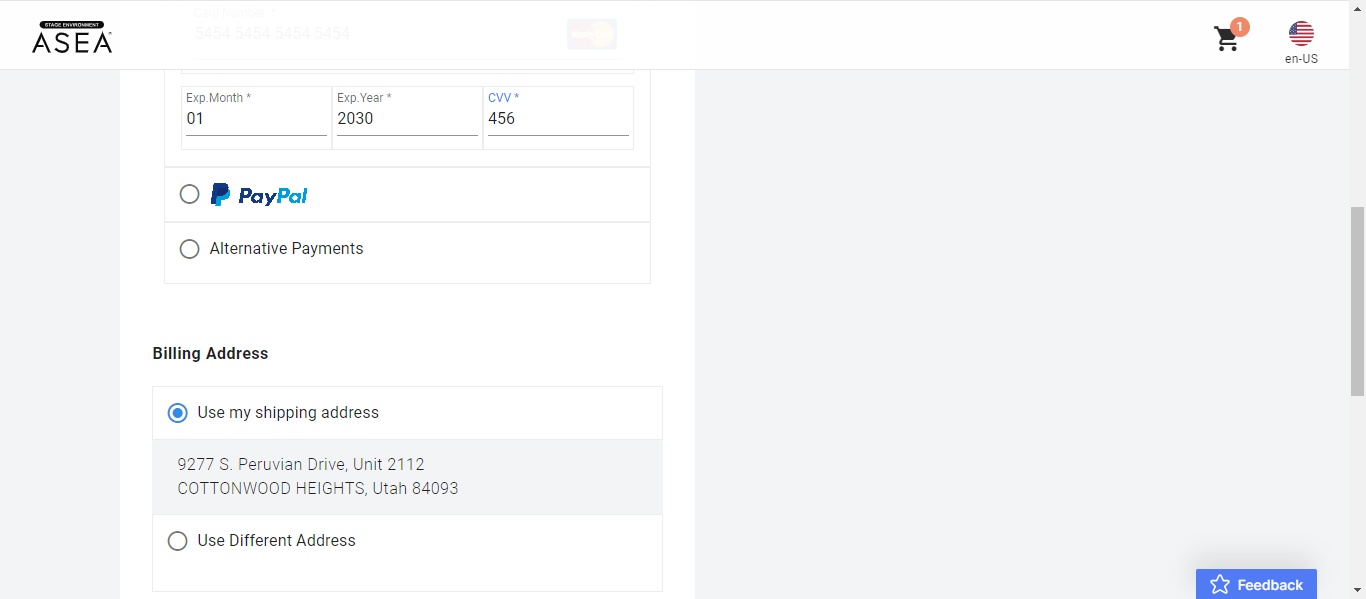 STAGE ENVIRONMENT
ASEA
Card Number *
5454 5454 5454 5454
1
en-US
Exp.Month * Exp.Year * CVV *
01 2030 456
PayPal
Alternative Payments
Billing Address
Use my shipping address
9277 S. Peruvian Drive, Unit 2112
COTTONWOOD HEIGHTS, Utah 84093
Use Different Address
Feedback